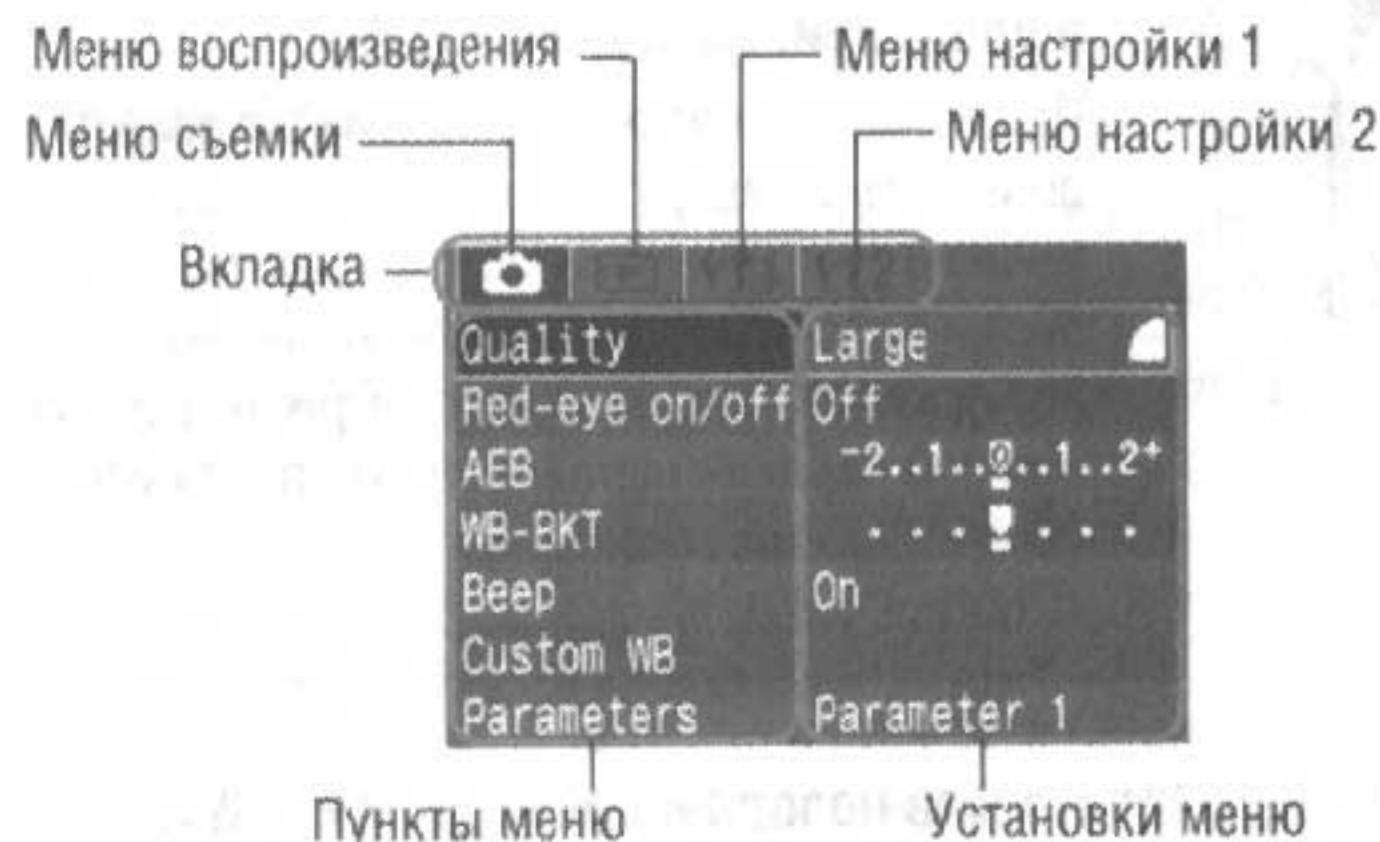 Меню воспроизведения Меню настройки 1
Меню съемки Меню настройки 2
Вкладка
Quality Large
Red-eye on/off Off
AEB -2..1..0..1..2+
WB-BKT
Beep On
Custom WB
Parameters Parameter 1
Пункты меню Установки меню